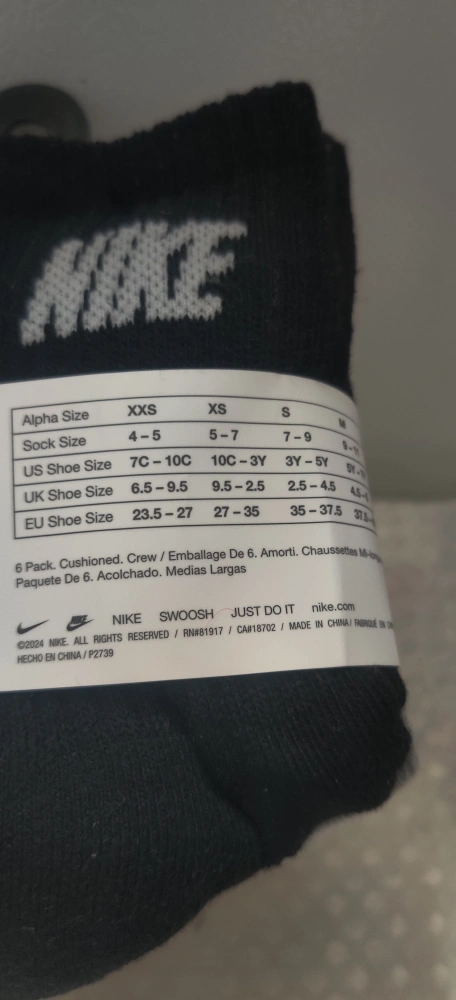 NIKE
Alpha Size XXS XS S M
Sock Size 4 – 5 5 – 7 7 – 9
US Shoe Size 7C – 10C 10C – 3Y 3Y – 5Y
UK Shoe Size 6.5 – 9.5 9.5 – 2.5 2.5 – 4.5
EU Shoe Size 23.5 – 27 27 – 35 35 – 37.5
6 Pack. Cushioned. Crew / Emballage De 6. Amorti. Chaussettes
Paquete De 6. Acolchado. Medias Largas
NIKE SWOOSH JUST DO IT nike.com
©2024 NIKE. ALL RIGHTS RESERVED / RN#81917 / CA#18702 / MADE IN CHINA / FABRIQUÉ EN
HECHO EN CHINA / P2739